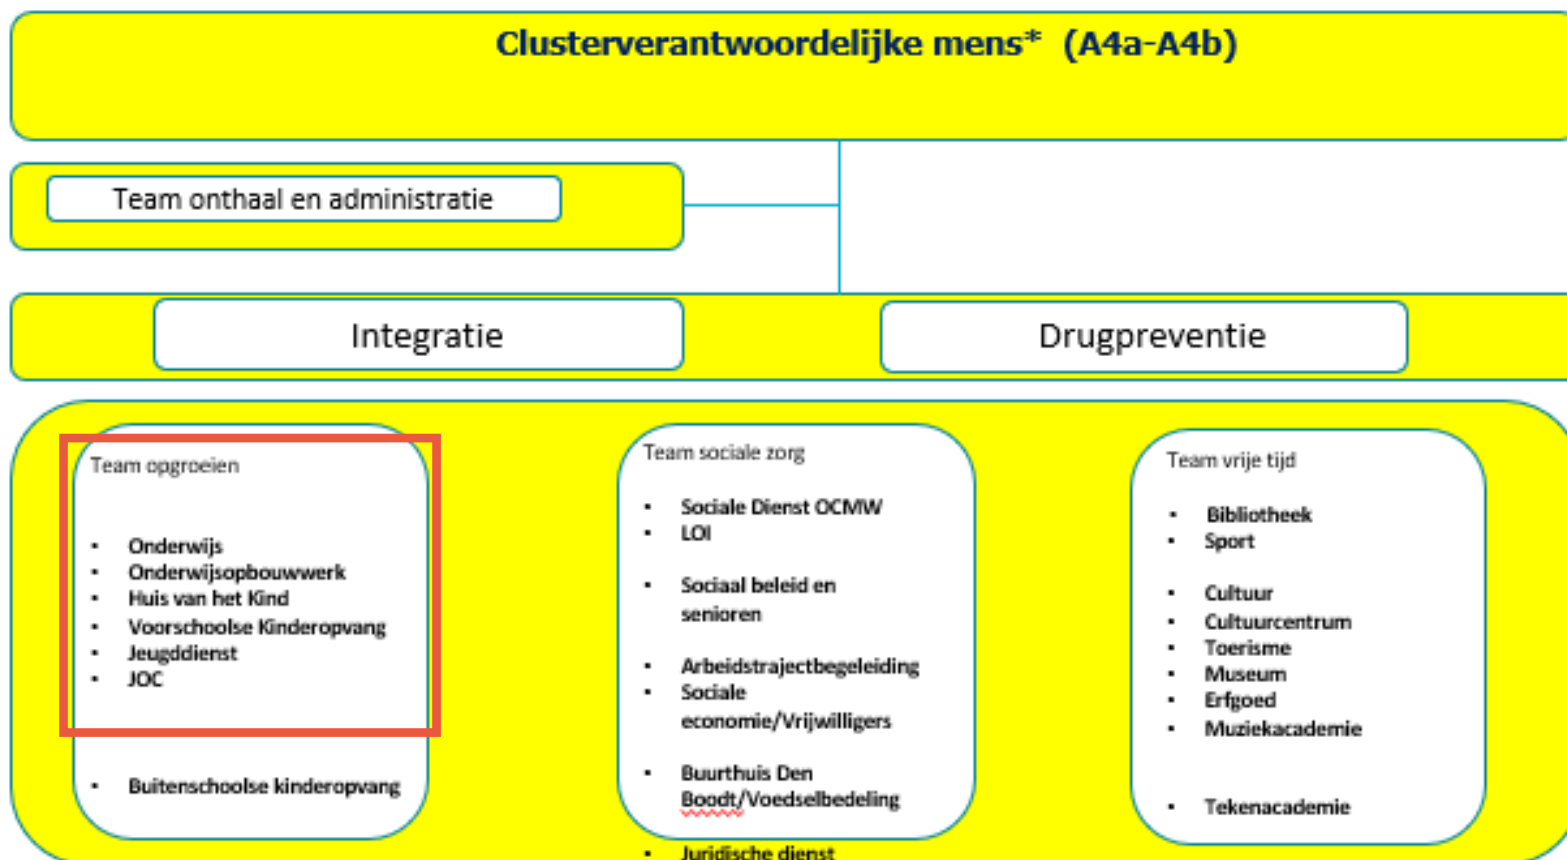 Clusterverantwoordelijke mens* (A4a-A4b)
Team onthaal en administratie
Integratie
Drugpreventie
Team opgroeien
▪ Onderwijs
▪ Onderwijsopbouwwerk
▪ Huis van het Kind
▪ Voorschoolse Kinderopvang
▪ Jeugddienst
▪ JOC
▪ Buitenschoolse kinderopvang
Team sociale zorg
▪ Sociale Dienst OCMW
▪ LOI
▪ Sociaal beleid en
senioren
▪ Arbeidstrajectbegeleiding
▪ Sociale
economie/Vrijwilligers
▪ Buurthuis Den
Boodt/Voedselbedeling
▪ Juridische dienst
Team vrije tijd
▪ Bibliotheek
▪ Sport
▪ Cultuur
▪ Cultuurcentrum
▪ Toerisme
▪ Museum
▪ Erfgoed
▪ Muziekacademie
▪ Tekenacademie